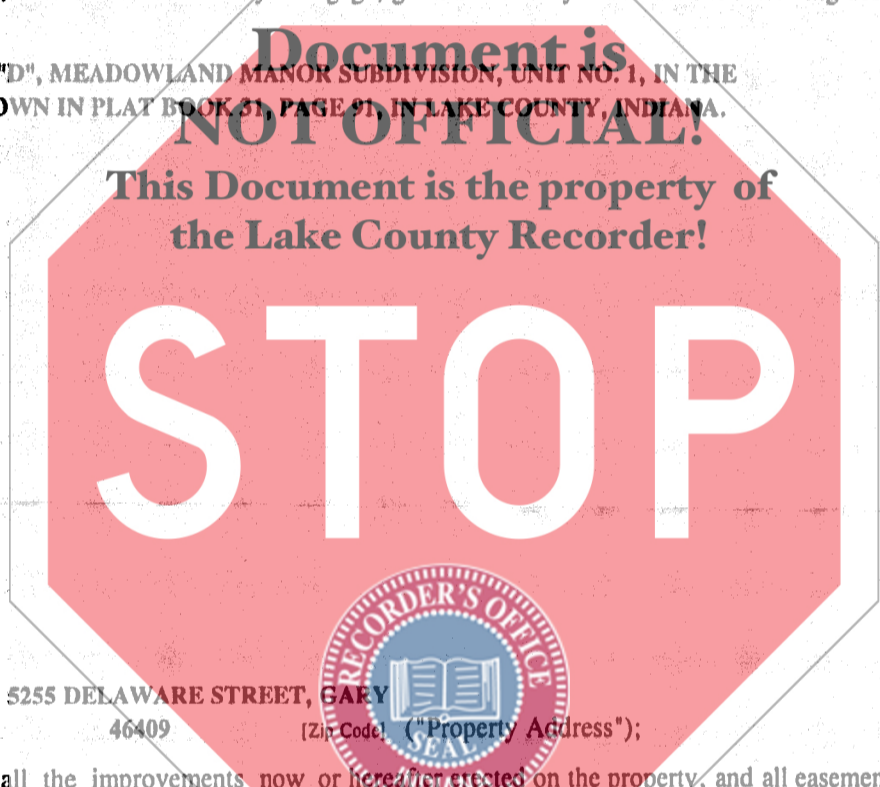 Document is
"D", MEADOWLAND MANOR SUBDIVISION, UNIT NO. 1, IN THE
OWN IN PLAT BOOK 31, PAGE 91, IN LAKE COUNTY, INDIANA.
NOT OFFICIAL!
This Document is the property of
the Lake County Recorder!
STOP
RECORDER'S OFFICE
SEAL
5255 DELAWARE STREET, GARY
46409 [Zip Code] ("Property Address");
all the improvements now or hereafter erected on the property, and all easemen